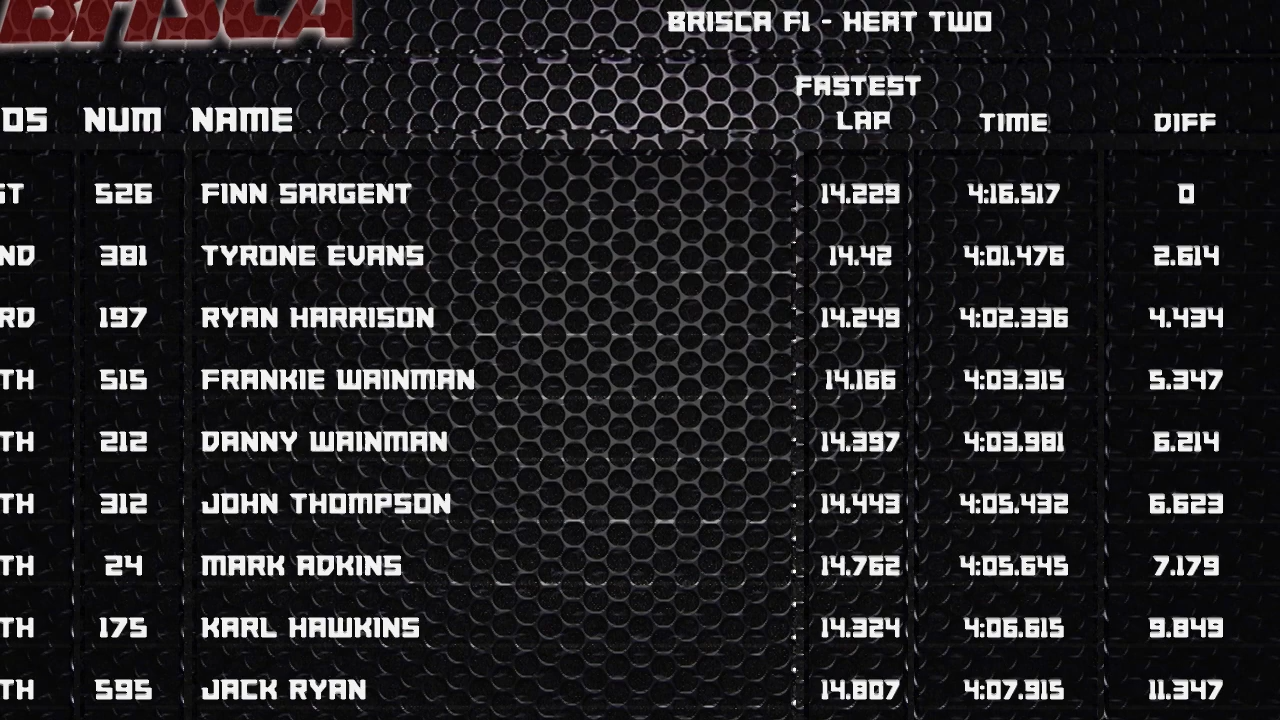 BRISCA
BRISCA F1 - HEAT TWO
FASTEST
OS NUM NAME LAP TIME DIFF
ST 526 FINN SARGENT 14.229 4:16.517 0
ND 381 TYRONE EVANS 14.42 4:01.476 2.614
RD 197 RYAN HARRISON 14.249 4:02.336 4.434
TH 515 FRANKIE WAINMAN 14.166 4:03.315 5.347
TH 212 DANNY WAINMAN 14.397 4:03.981 6.214
TH 312 JOHN THOMPSON 14.443 4:05.432 6.623
TH 24 MARK ADKINS 14.762 4:05.645 7.179
TH 175 KARL HAWKINS 14.324 4:06.615 9.849
TH 595 JACK RYAN 14.807 4:07.915 11.347